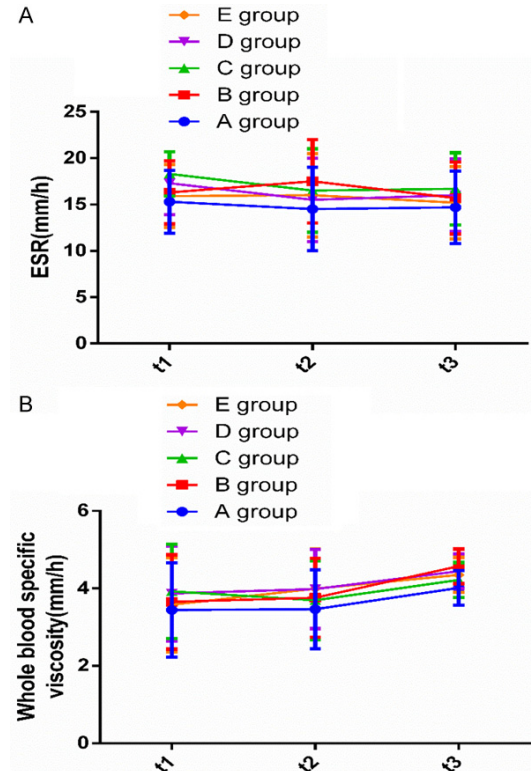 A
E group
D group
C group
B group
A group
25
20
15
10
5
0
ESR(mm/h)
t1
t2
t3
B
E group
D group
C group
B group
A group
6
4
2
0
Whole blood specific
viscosity(mm/h)
t1
t2
t3